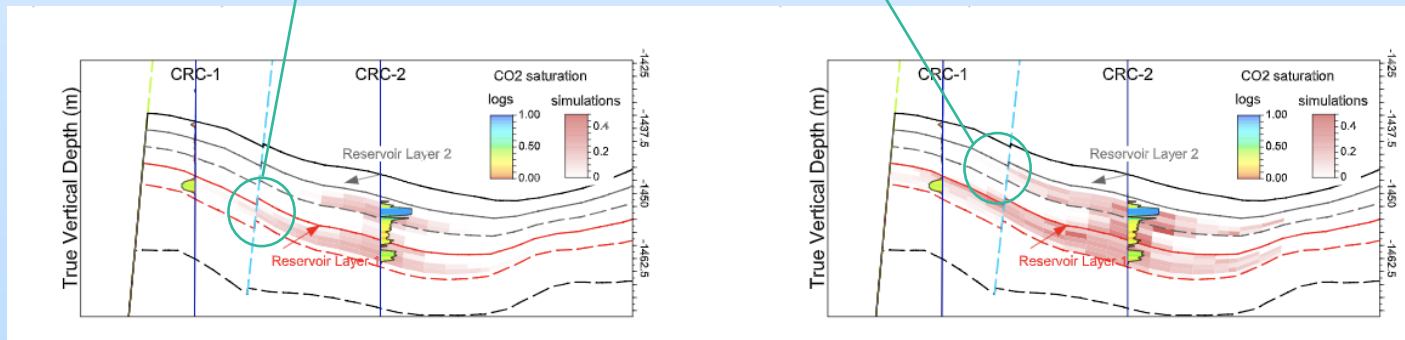 CRC-1
CRC-2
CO2 saturation
logs
simulations
1.00
0.50
0.00
0.4
0.2
0
True Vertical Depth (m)
Reservoir Layer 2
Reservoir Layer 1
-1425
-1437.5
-1450
-1462.5
CRC-1
CRC-2
CO2 saturation
logs
simulations
1.00
0.50
0.00
0.4
0.2
0
True Vertical Depth (m)
Reservoir Layer 2
Reservoir Layer 1
-1425
-1437.5
-1450
-1462.5